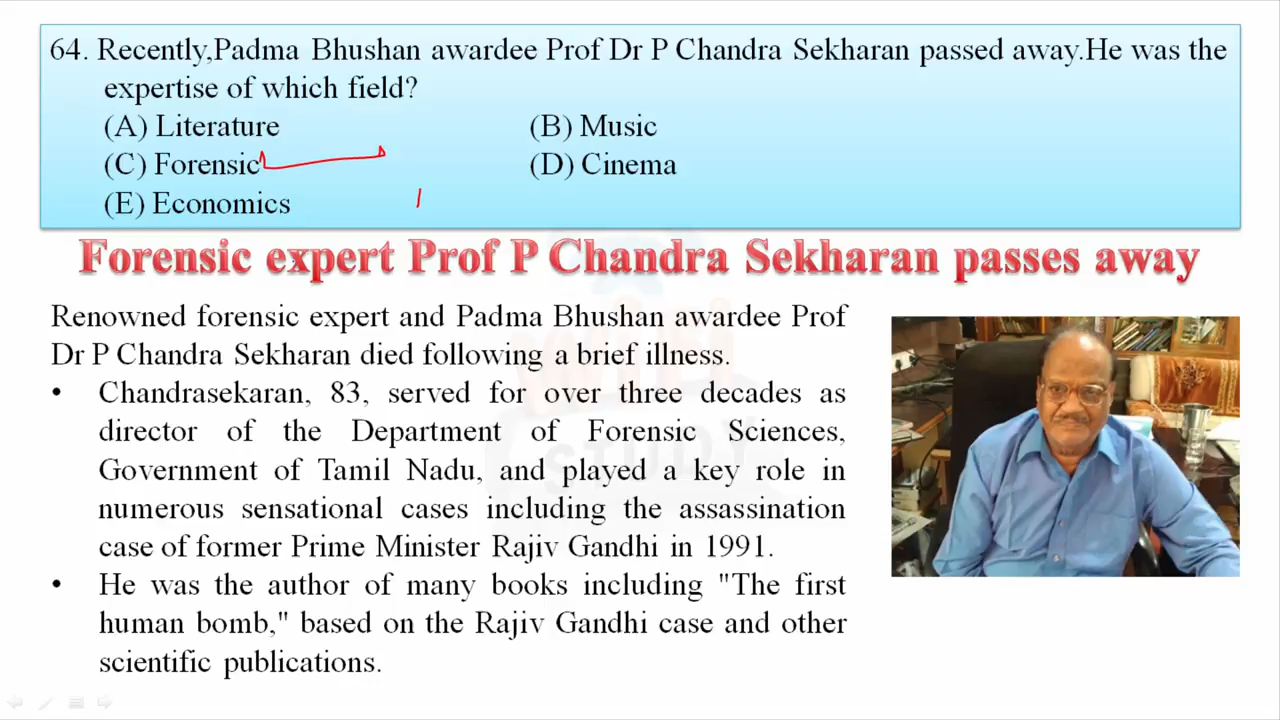 64. Recently,Padma Bhushan awardee Prof Dr P Chandra Sekharan passed away.He was the
expertise of which field?
(A) Literature (B) Music
(C) Forensic (D) Cinema
(E) Economics
Forensic expert Prof P Chandra Sekharan passes away
Renowned forensic expert and Padma Bhushan awardee Prof
Dr P Chandra Sekharan died following a brief illness.
• Chandrasekaran, 83, served for over three decades as
director of the Department of Forensic Sciences,
Government of Tamil Nadu, and played a key role in
numerous sensational cases including the assassination
case of former Prime Minister Rajiv Gandhi in 1991.
• He was the author of many books including "The first
human bomb," based on the Rajiv Gandhi case and other
scientific publications.
STUDY